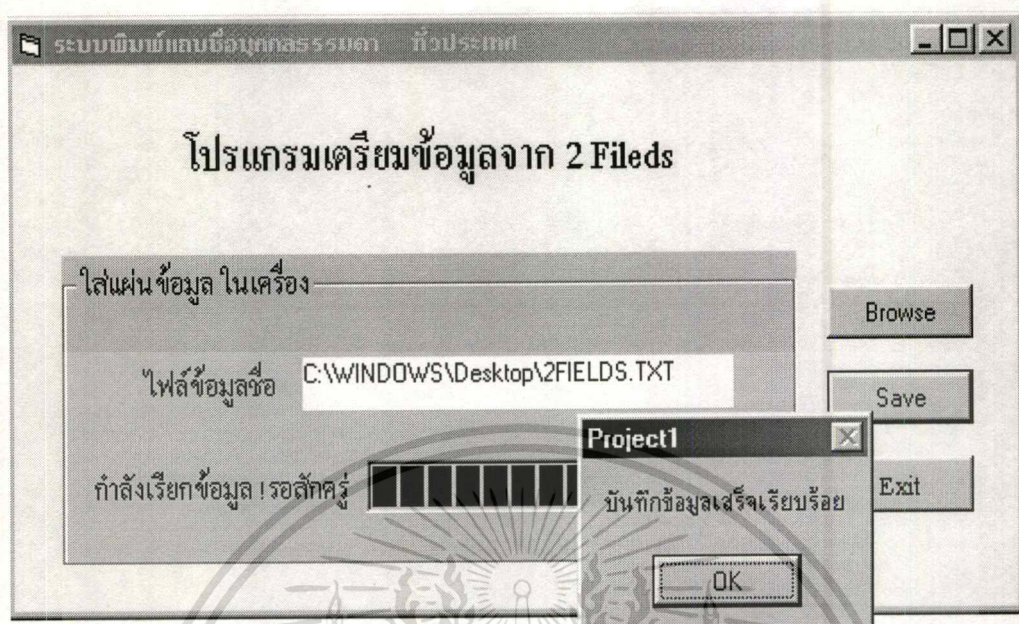 ระบบพิมพ์แถบชื่อบุคคลธรรมดา ทั่วประเทศ
โปรแกรมเตรียมข้อมูลจาก 2 Fileds
ใส่แผ่นข้อมูล ในเครื่อง
Browse
ไฟล์ข้อมูลชื่อ C:\WINDOWS\Desktop\2FIELDS.TXT
Save
Project1
กำลังเรียกข้อมูล ! รอสักครู่
บันทึกข้อมูลเสร็จเรียบร้อย
Exit
OK